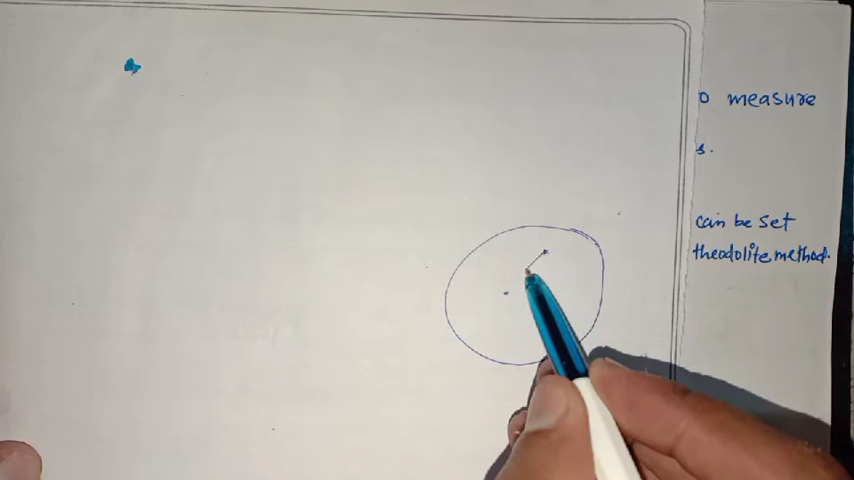 o measure
s.
can be set
theodolite method.